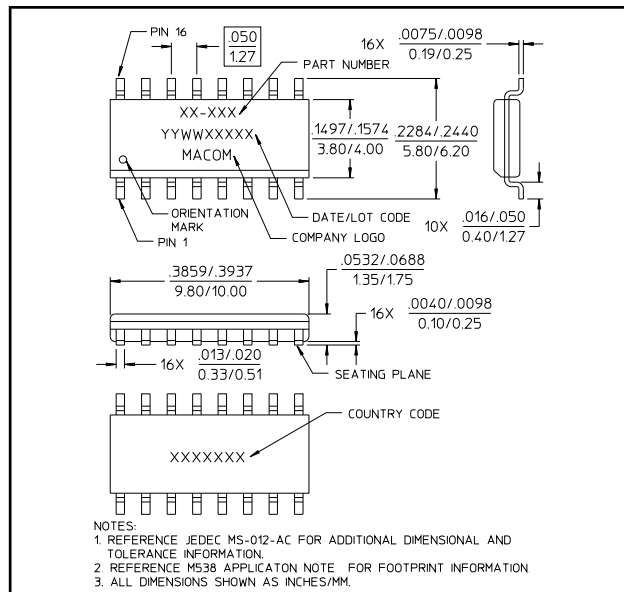 PIN 16
.050
1.27
PART NUMBER
16X .0075/.0098
0.19/0.25
XX-XXX
YYWWXXXXX
MACOM
.1497/.1574
3.80/4.00
.2284/.2440
5.80/6.20
ORIENTATION
MARK
PIN 1
DATE/LOT CODE
COMPANY LOGO
10X .016/.050
0.40/1.27
.3859/.3937
9.80/10.00
.0532/.0688
1.35/1.75
16X .0040/.0098
0.10/0.25
16X .013/.020
0.33/0.51
SEATING PLANE
COUNTRY CODE
XXXXXXX
NOTES:
1. REFERENCE JEDEC MS-012-AC FOR ADDITIONAL DIMENSIONAL AND
TOLERANCE INFORMATION.
2. REFERENCE M538 APPLICATON NOTE FOR FOOTPRINT INFORMATION
3. ALL DIMENSIONS SHOWN AS INCHES/MM.